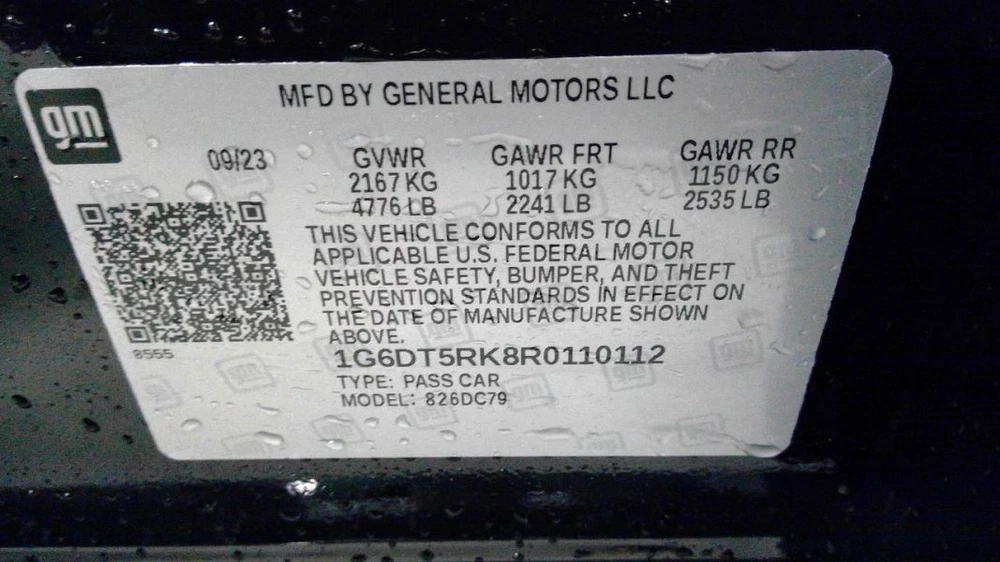 gm
MFD BY GENERAL MOTORS LLC
09/23 GVWR GAWR FRT GAWR RR
2167 KG 1017 KG 1150 KG
4776 LB 2241 LB 2535 LB
THIS VEHICLE CONFORMS TO ALL
APPLICABLE U.S. FEDERAL MOTOR
VEHICLE SAFETY, BUMPER, AND THEFT
PREVENTION STANDARDS IN EFFECT ON
THE DATE OF MANUFACTURE SHOWN
ABOVE.
8555
1G6DT5RK8R0110112
TYPE: PASS CAR
MODEL: 826DC79